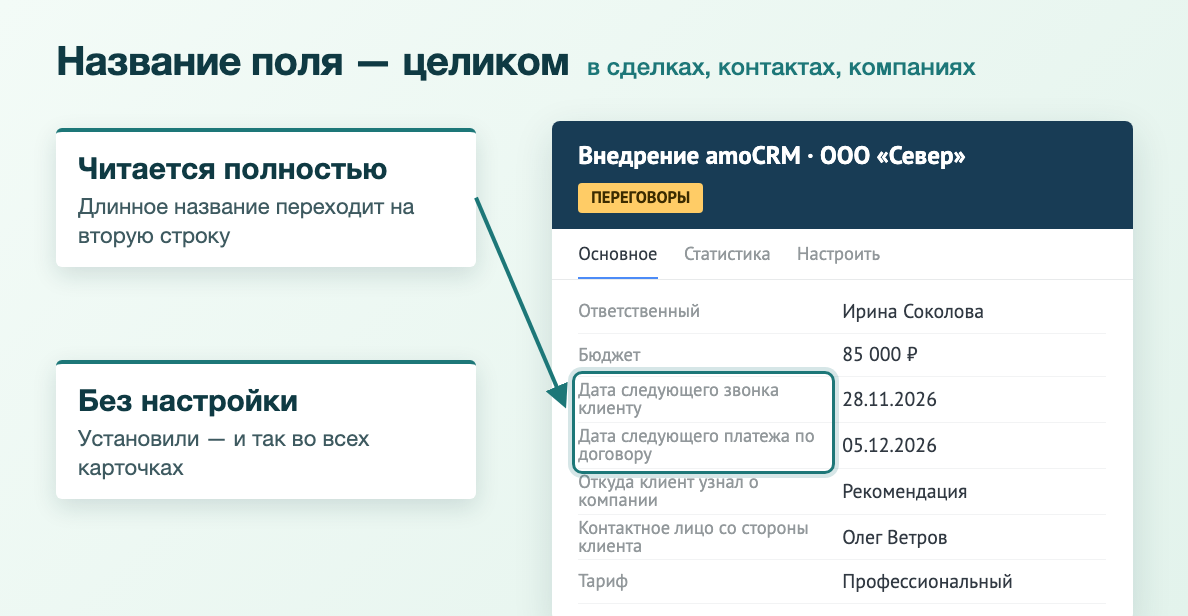 Название поля — целиком в сделках, контактах, компаниях
Читается полностью
Длинное название переходит на
вторую строку
Без настройки
Установили — и так во всех
карточках
Внедрение amoCRM · ООО «Север»
ПЕРЕГОВОРЫ
Основное Статистика Настроить
Ответственный Ирина Соколова
Бюджет 85 000 ₽
Дата следующего звонка
клиенту
28.11.2026
Дата следующего платежа по
договору
05.12.2026
Откуда клиент узнал о
компании
Рекомендация
Контактное лицо со стороны
клиента
Олег Ветров
Тариф Профессиональный